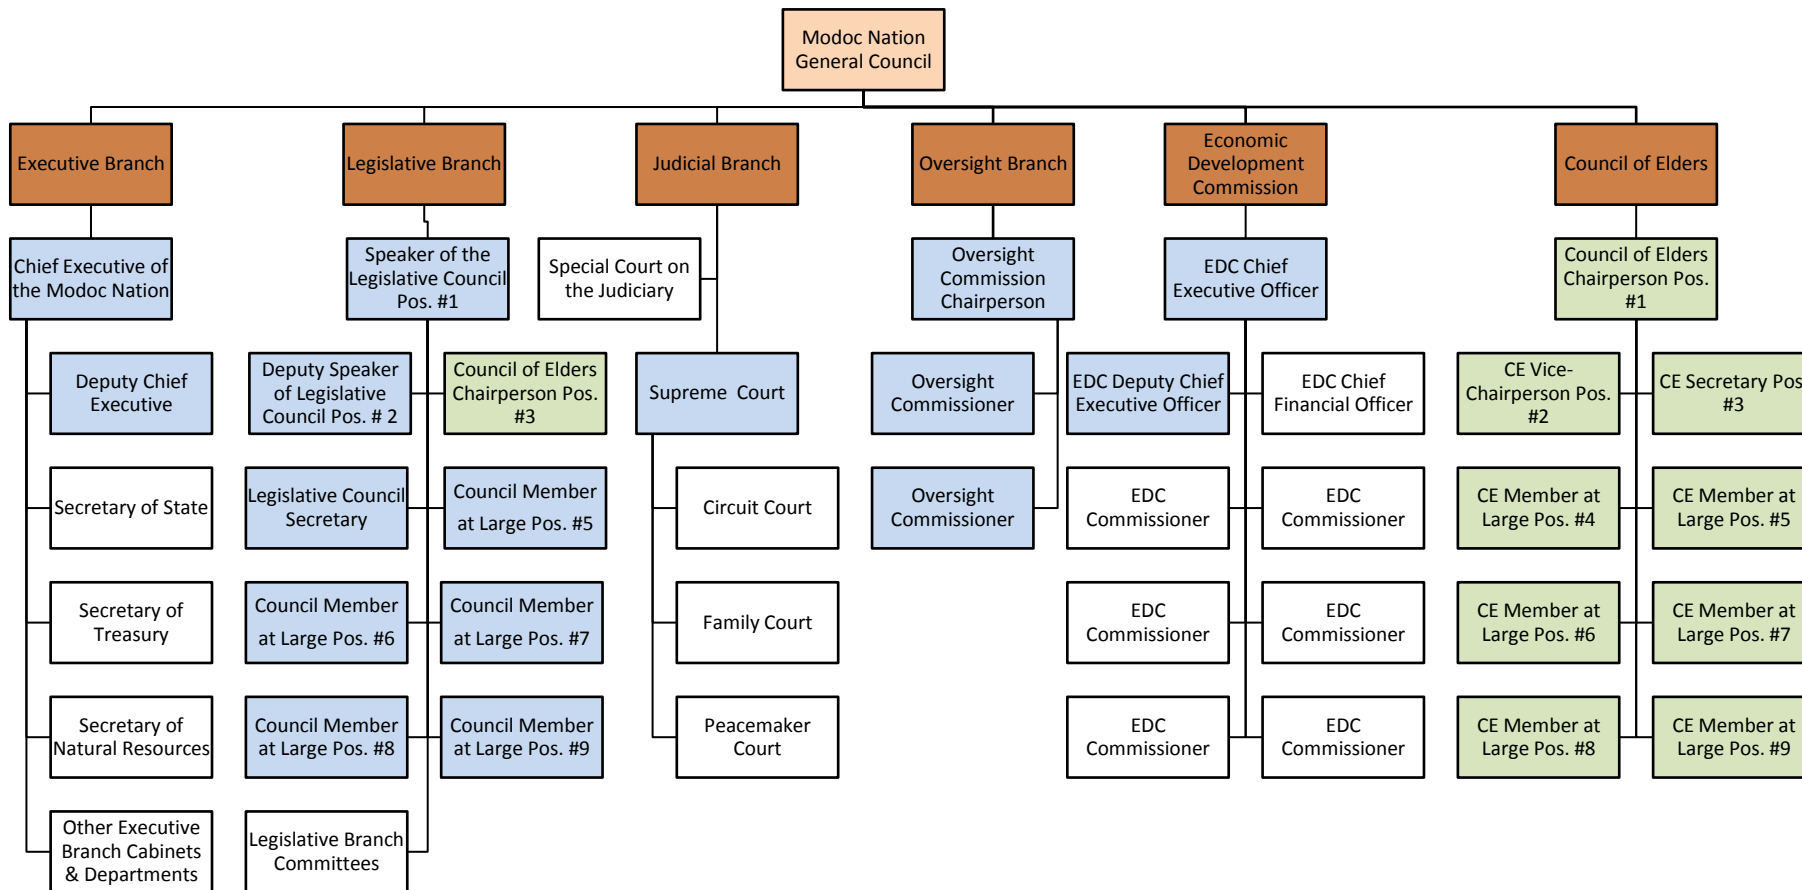 Modoc Nation
General Council
Executive Branch
Legislative Branch
Judicial Branch
Oversight Branch
Economic
Development
Commission
Council of Elders
Chief Executive of
the Modoc Nation
Speaker of the
Legislative Council
Pos. #1
Special Court on
the Judiciary
Oversight
Commission
Chairperson
EDC Chief
Executive Officer
Council of Elders
Chairperson Pos.
#1
Deputy Chief
Executive
Deputy Speaker
of Legislative
Council Pos. # 2
Council of Elders
Chairperson Pos.
#3
Supreme Court
Oversight
Commissioner
EDC Deputy Chief
Executive Officer
EDC Chief
Financial Officer
CE Vice-
Chairperson Pos.
#2
CE Secretary Pos
#3
Secretary of State
Legislative Council
Secretary
Council Member
at Large Pos. #5
Circuit Court
Oversight
Commissioner
EDC
Commissioner
EDC
Commissioner
CE Member at
Large Pos. #4
CE Member at
Large Pos. #5
Secretary of
Treasury
Council Member
at Large Pos. #6
Council Member
at Large Pos. #7
Family Court
EDC
Commissioner
EDC
Commissioner
CE Member at
Large Pos. #6
CE Member at
Large Pos. #7
Secretary of
Natural Resources
Council Member
at Large Pos. #8
Council Member
at Large Pos. #9
Peacemaker
Court
EDC
Commissioner
EDC
Commissioner
CE Member at
Large Pos. #8
CE Member at
Large Pos. #9
Other Executive
Branch Cabinets
& Departments
Legislative Branch
Committees